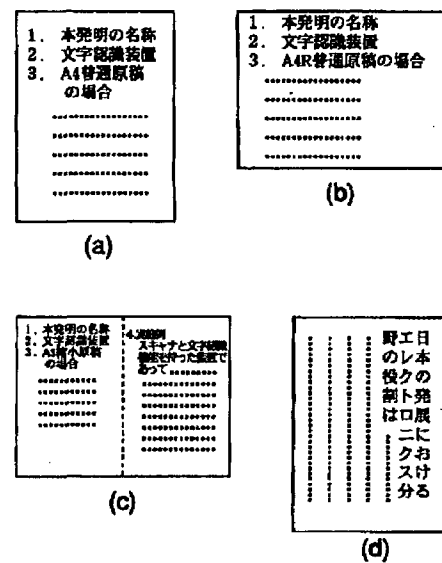 1. 本発明の名称
2. 文字認識装置
3. A4普通原稿
の場合
(a)
1. 本発明の名称
2. 文字認識装置
3. A4R普通原稿の場合
(b)
1. 本発明の名称
2. 文字認識装置
3. A3縮小原稿
の場合
スキャナと文字認識
機能を持った装置で
あって
(c)
日本の発展における
エレクトロニクス分
野の役割は
(d)